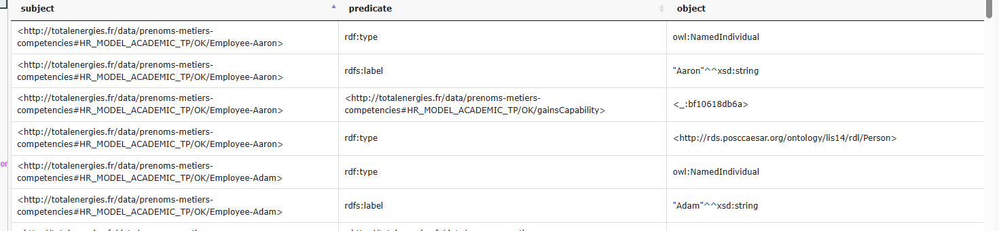 subject predicate object
<http://totalenergies.fr/data/prenoms-metiers-
competencies#HR_MODEL_ACADEMIC_TP/OK/Employee-Aaron>
rdf:type
owl:NamedIndividual
<http://totalenergies.fr/data/prenoms-metiers-
competencies#HR_MODEL_ACADEMIC_TP/OK/Employee-Aaron>
rdfs:label
"Aaron"^^xsd:string
<http://totalenergies.fr/data/prenoms-metiers-
competencies#HR_MODEL_ACADEMIC_TP/OK/Employee-Aaron>
<http://totalenergies.fr/data/prenoms-metiers-
competencies#HR_MODEL_ACADEMIC_TP/OK/gainsCapability>
<_:bf10618db6a>
<http://totalenergies.fr/data/prenoms-metiers-
competencies#HR_MODEL_ACADEMIC_TP/OK/Employee-Aaron>
rdf:type
<http://rds.posccaesar.org/ontology/lis14/rdl/Person>
<http://totalenergies.fr/data/prenoms-metiers-
competencies#HR_MODEL_ACADEMIC_TP/OK/Employee-Adam>
rdf:type
owl:NamedIndividual
<http://totalenergies.fr/data/prenoms-metiers-
competencies#HR_MODEL_ACADEMIC_TP/OK/Employee-Adam>
rdfs:label
"Adam"^^xsd:string